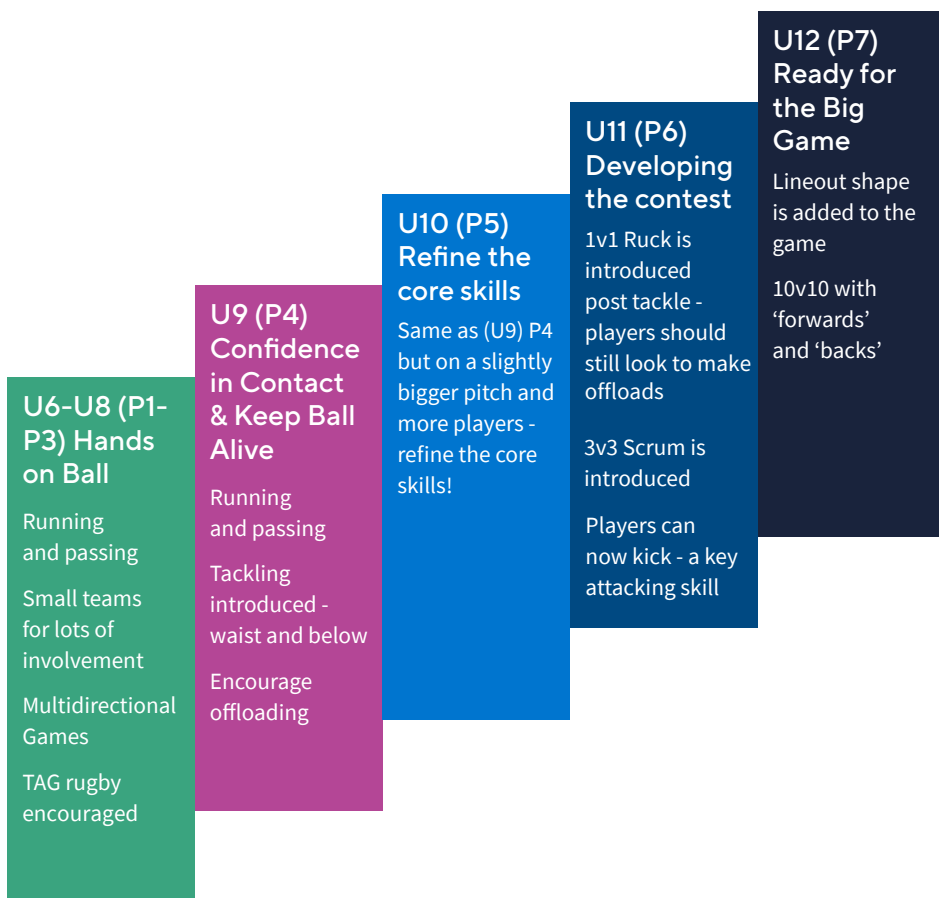 U6-U8 (P1-
P3) Hands
on Ball
Running
and passing
Small teams
for lots of
involvement
Multidirectional
Games
TAG rugby
encouraged
U9 (P4)
Confidence
in Contact
& Keep Ball
Alive
Running
and passing
Tackling
introduced -
waist and below
Encourage
offloading
U10 (P5)
Refine the
core skills
Same as (U9) P4
but on a slightly
bigger pitch and
more players -
refine the core
skills!
U11 (P6)
Developing
the contest
1v1 Ruck is
introduced
post tackle -
players should
still look to make
offloads
3v3 Scrum is
introduced
Players can
now kick - a key
attacking skill
U12 (P7)
Ready for
the Big
Game
Lineout shape
is added to the
game
10v10 with
‘forwards’
and ‘backs’